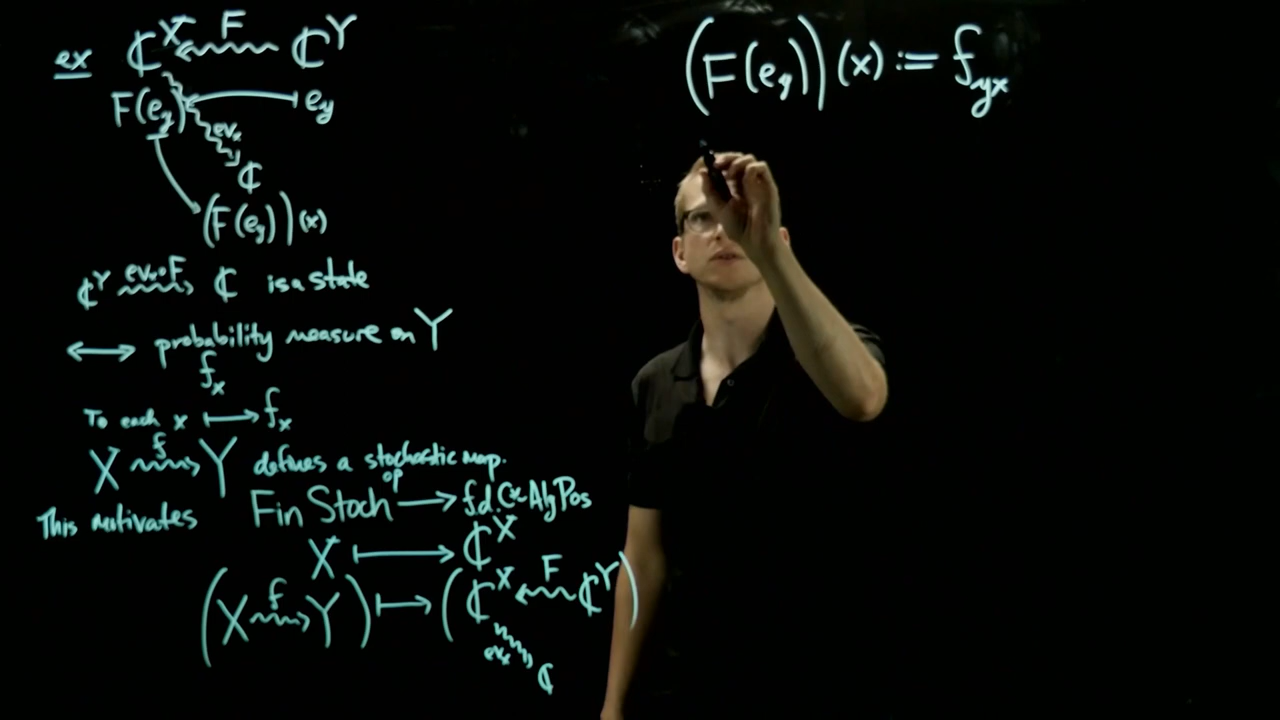 ex ℂ^X ⟵F ℂ^Y
F(e_y) ⟻ e_y
ev_x
ℂ
(F(e_y))(x)
ℂ^Y ev_x∘F ⟶ ℂ is a state
⟷ probability measure on Y
f_x
To each x ⟼ f_x
X f⟶ Y defines a stochastic map.
This motivates FinStoch^op ⟶ f.d.C*-AlgPos
X ⟼ ℂ^X
(X f⟶ Y) ⟼ (ℂ^X ⟵F ℂ^Y)
ev_x
ℂ
(F(e_y))(x) := f_yx